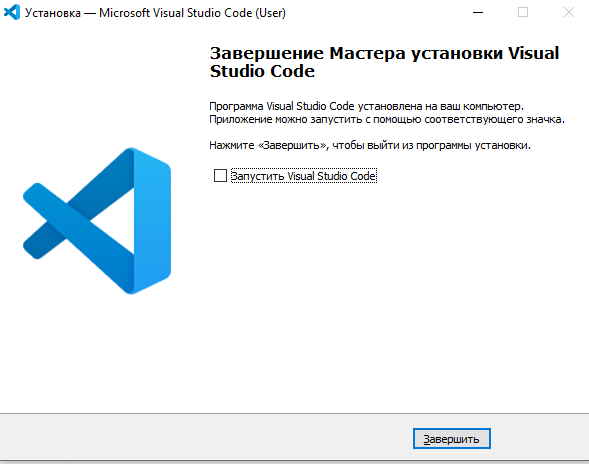 Установка — Microsoft Visual Studio Code (User)
Завершение Мастера установки Visual
Studio Code
Программа Visual Studio Code установлена на ваш компьютер.
Приложение можно запустить с помощью соответствующего значка.
Нажмите «Завершить», чтобы выйти из программы установки.
Запустить Visual Studio Code
Завершить